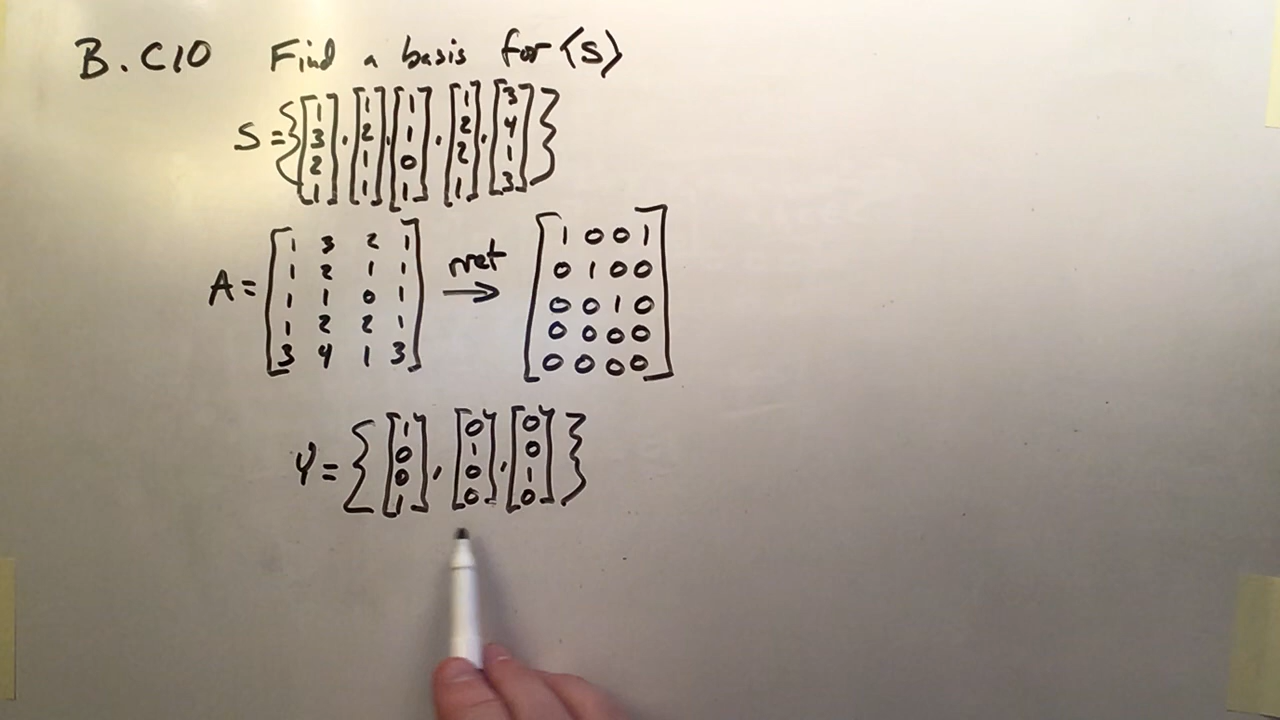 B. C10 Find a basis for ⟨S⟩
S = { [1 3 2 1], [1 2 1 1], [1 1 0 1], [1 2 2 1], [3 4 1 3] }
A = [1 3 2 1
1 2 1 1
1 1 0 1
1 2 2 1
3 4 1 3] rref → [1 0 0 1
0 1 0 0
0 0 1 0
0 0 0 0
0 0 0 0]
Y = { [1 0 0 1], [0 1 0 0], [0 0 1 0] }